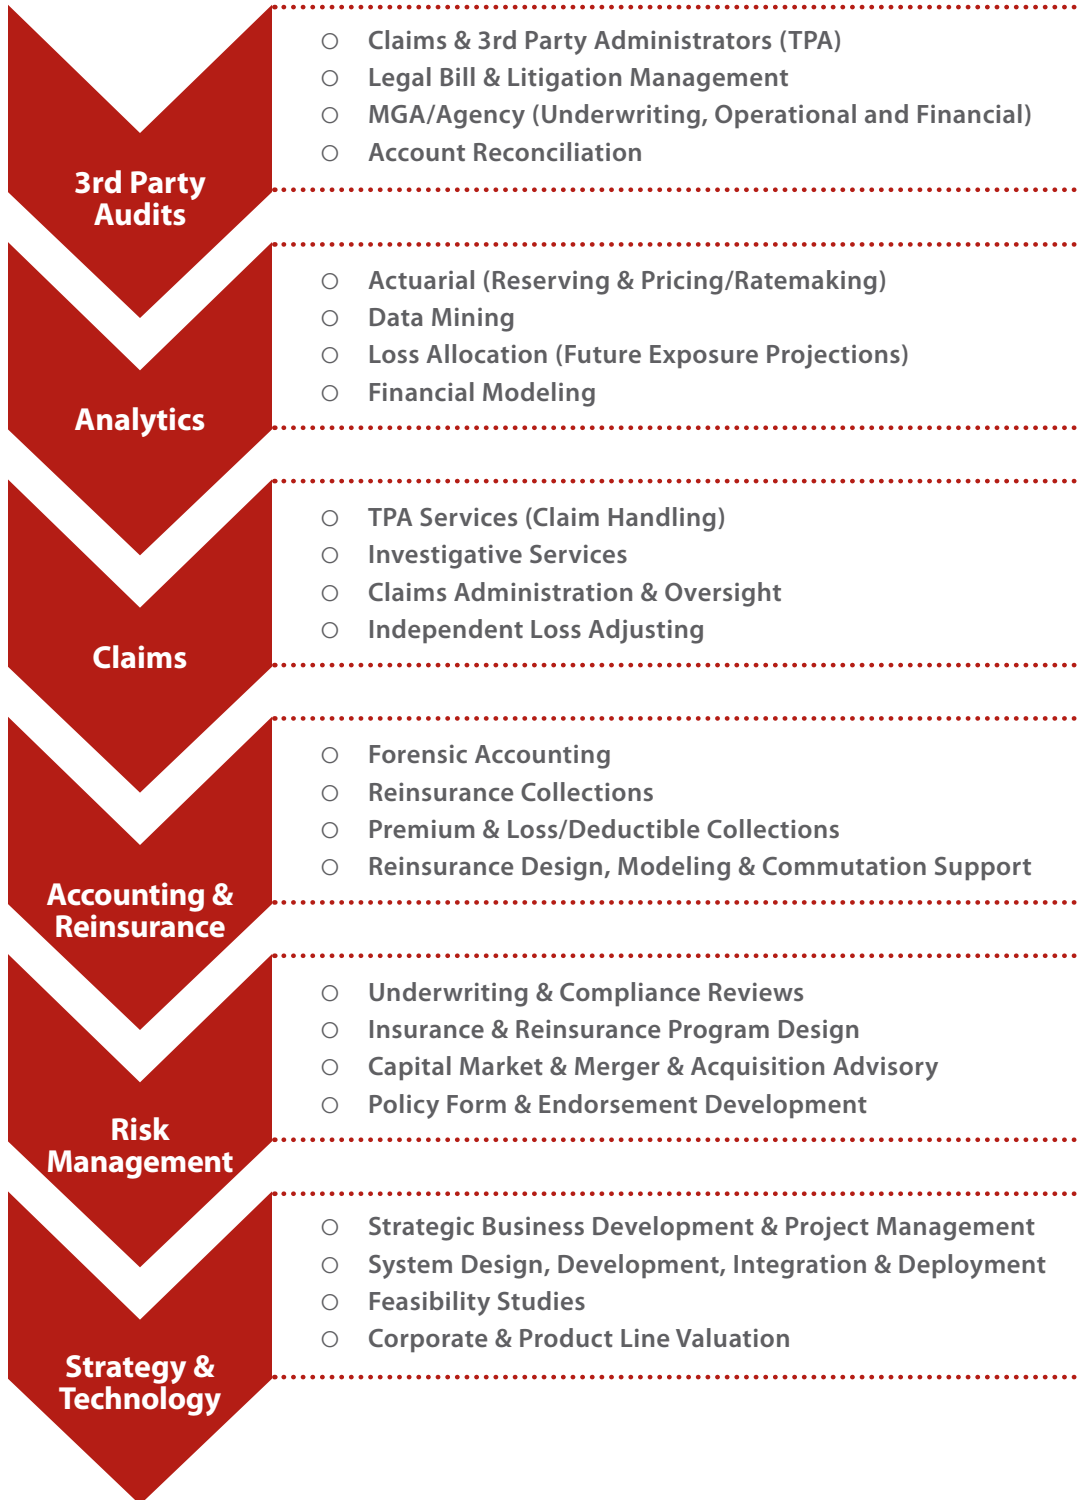 3rd Party
Audits
Claims & 3rd Party Administrators (TPA)
Legal Bill & Litigation Management
MGA/Agency (Underwriting, Operational and Financial)
Account Reconciliation
Analytics
Actuarial (Reserving & Pricing/Ratemaking)
Data Mining
Loss Allocation (Future Exposure Projections)
Financial Modeling
Claims
TPA Services (Claim Handling)
Investigative Services
Claims Administration & Oversight
Independent Loss Adjusting
Accounting &
Reinsurance
Forensic Accounting
Reinsurance Collections
Premium & Loss/Deductible Collections
Reinsurance Design, Modeling & Commutation Support
Risk
Management
Underwriting & Compliance Reviews
Insurance & Reinsurance Program Design
Capital Market & Merger & Acquisition Advisory
Policy Form & Endorsement Development
Strategy &
Technology
Strategic Business Development & Project Management
System Design, Development, Integration & Deployment
Feasibility Studies
Corporate & Product Line Valuation